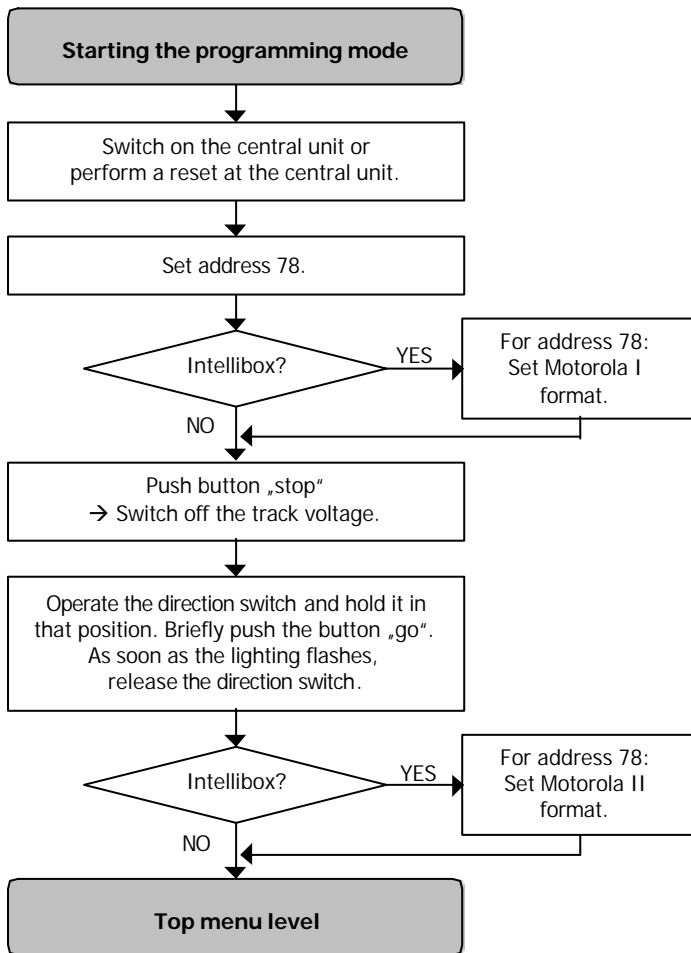 Starting the programming mode
Switch on the central unit or
perform a reset at the central unit.
Set address 78.
Intellibox?
YES
For address 78:
Set Motorola I
format.
NO
Push button „stop“
→ Switch off the track voltage.
Operate the direction switch and hold it in
that position. Briefly push the button „go“.
As soon as the lighting flashes,
release the direction switch.
Intellibox?
YES
For address 78:
Set Motorola II
format.
NO
Top menu level